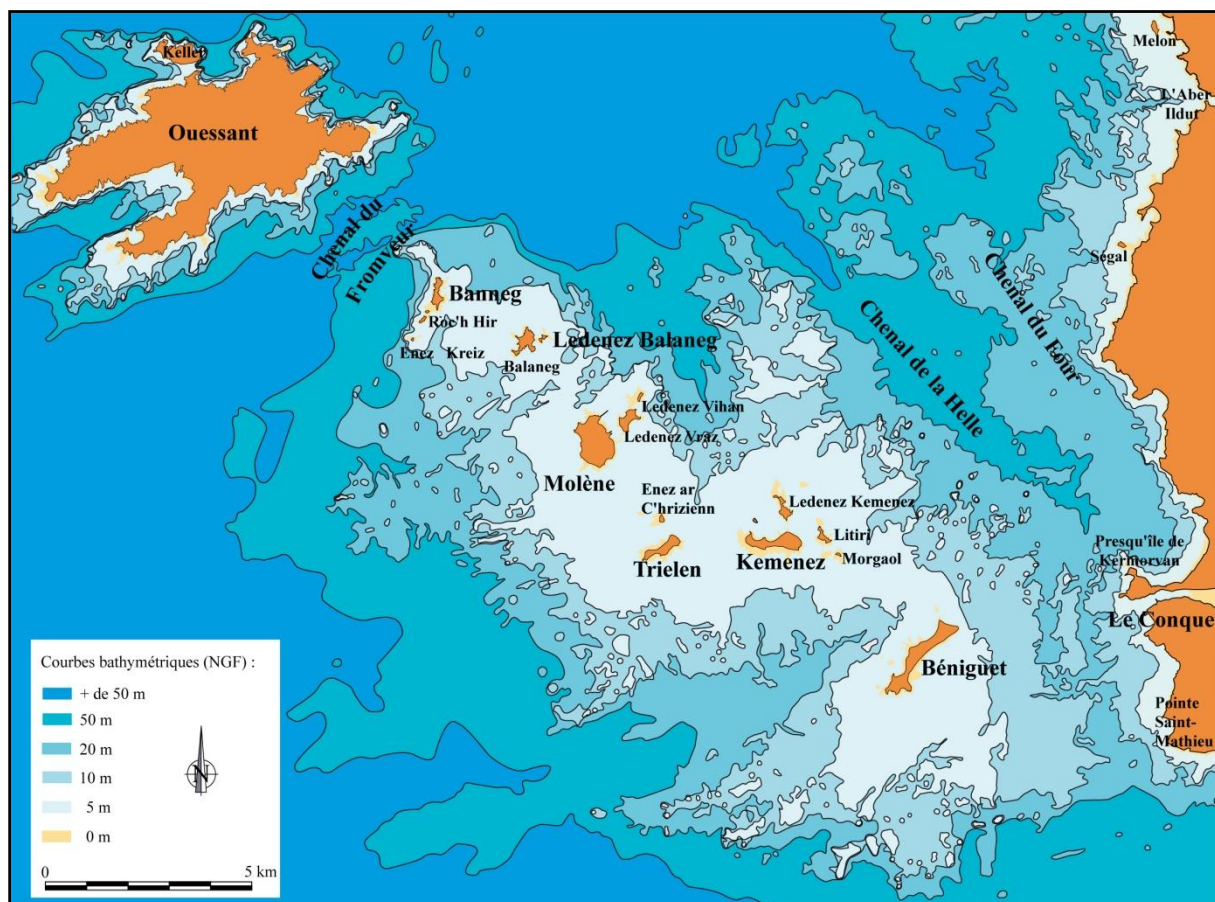 Kellet
Ouessant
Melon
L'Aber
Ildut
Chenal du
Fromveur
Ségal
Chenal du Four
Chenal de la Helle
Banneg
Roc'h Hir
Enez Kreiz
Ledenez Balaneg
Balaneg
Ledenez Vihan
Ledenez Vraz
Molène
Enez ar
C'hrizienn
Ledenez Kemenez
Litiri
Trielen
Kemenez
Morgaol
Presqu'île de
Kermorvan
Le Conque
Béniguet
Pointe
Saint-
Mathieu
Courbes bathymétriques (NGF) :
+ de 50 m
50 m
20 m
10 m
5 m
0 m
N
0 5 km